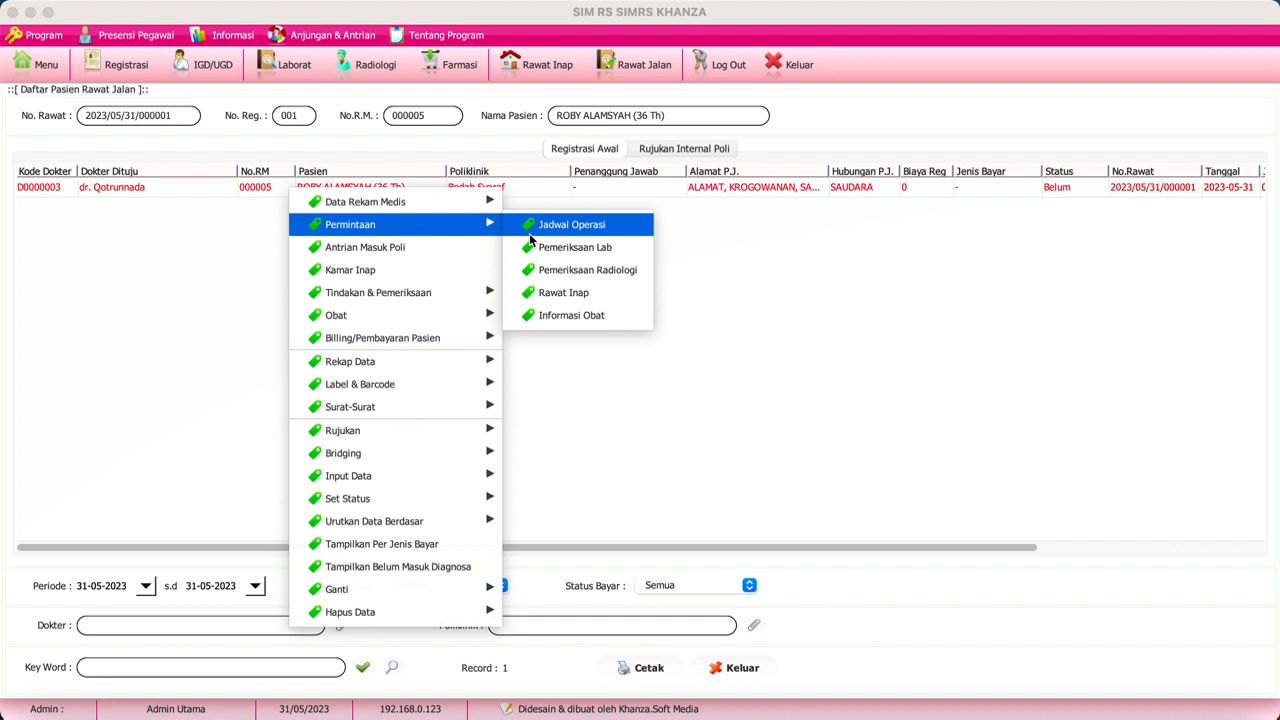 SIM RS SIMRS KHANZA
Program Presensi Pegawai Informasi Anjungan & Antrian Tentang Program
Menu Registrasi IGD/UGD Laborat Radiologi Farmasi Rawat Inap Rawat Jalan Log Out Keluar
::[ Daftar Pasien Rawat Jalan ]::
No. Rawat : 2023/05/31/000001 No. Reg. : 001 No.R.M. : 000005 Nama Pasien : ROBY ALAMSYAH (36 Th)
Registrasi Awal Rujukan Internal Poli
Kode Dokter Dokter Dituju No.RM Pasien Poliklinik Penanggung Jawab Alamat P.J. Hubungan P.J. Biaya Reg Jenis Bayar Status No.Rawat Tanggal
D0000003 dr. Qotrunnada 000005 ROBY ALAMSYAH (36 Th) Bedah Syaraf - ALAMAT, KROGOWANAN, SA... SAUDARA 0 - Belum 2023/05/31/000001 2023-05-31
Data Rekam Medis
Permintaan
Antrian Masuk Poli
Kamar Inap
Tindakan & Pemeriksaan
Obat
Billing/Pembayaran Pasien
Rekap Data
Label & Barcode
Surat-Surat
Rujukan
Bridging
Input Data
Set Status
Urutkan Data Berdasar
Tampilkan Per Jenis Bayar
Tampilkan Belum Masuk Diagnosa
Ganti
Hapus Data
Jadwal Operasi
Pemeriksaan Lab
Pemeriksaan Radiologi
Rawat Inap
Informasi Obat
Periode : 31-05-2023 s.d 31-05-2023 Status Bayar : Semua
Dokter :
Key Word : Record : 1 Cetak Keluar
Admin : Admin Utama 31/05/2023 192.168.0.123 Didesain & dibuat oleh Khanza.Soft Media